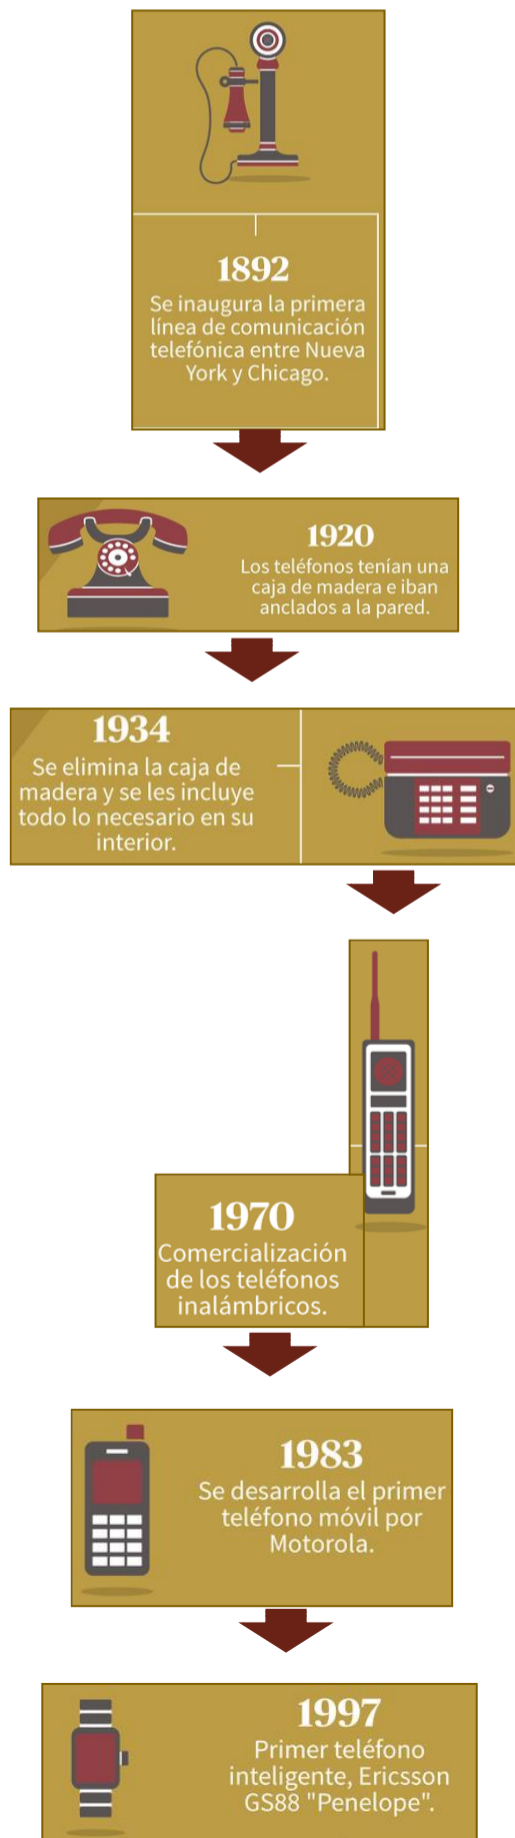 1892
Se inaugura la primera
línea de comunicación
telefónica entre Nueva
York y Chicago.
1920
Los teléfonos tenían una
caja de madera e iban
anclados a la pared.
1934
Se elimina la caja de
madera y se les incluye
todo lo necesario en su
interior.
1970
Comercialización
de los teléfonos
inalámbricos.
1983
Se desarrolla el primer
teléfono móvil por
Motorola.
1997
Primer teléfono
inteligente, Ericsson
GS88 "Penelope".